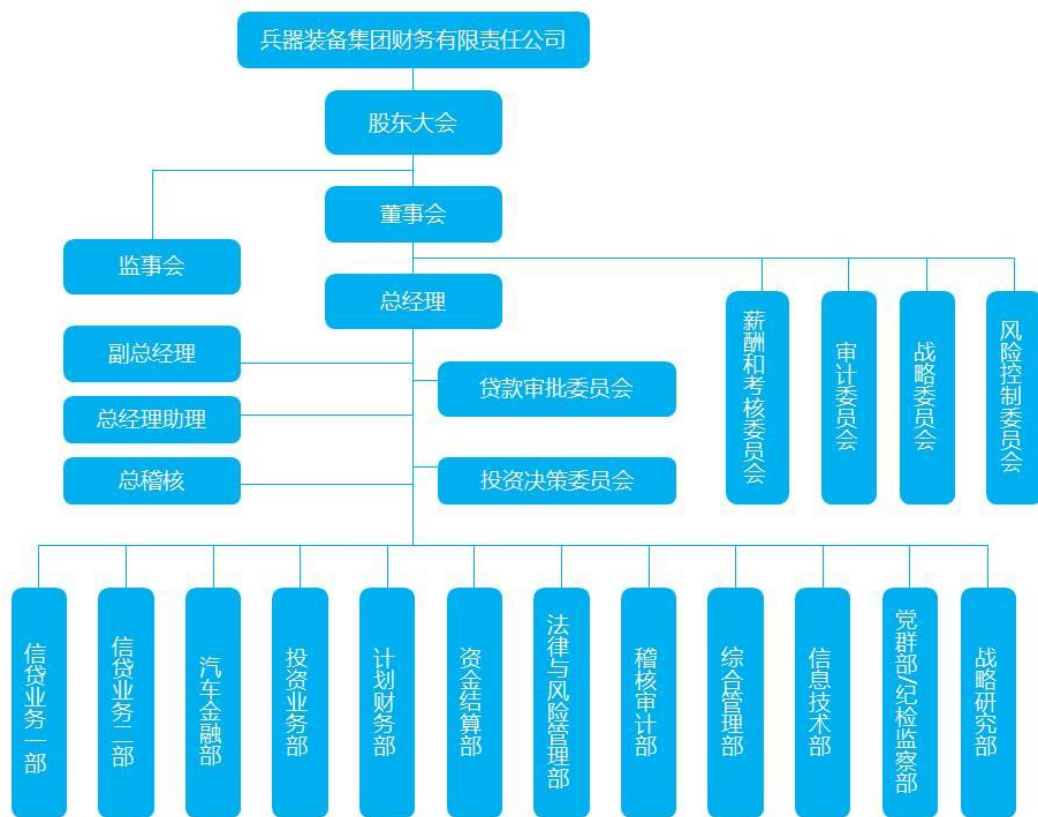 兵器装备集团财务有限责任公司
股东大会
董事会
监事会
总经理
副总经理
总经理助理
总稽核
贷款审批委员会
投资决策委员会
薪酬和考核委员会
审计委员会
战略委员会
风险控制委员会
信贷业务一部
信贷业务二部
汽车金融部
投资业务部
计划财务部
资金结算部
法律与风险管理部
稽核审计部
综合管理部
信息技术部
党群部/纪检监察部
战略研究部